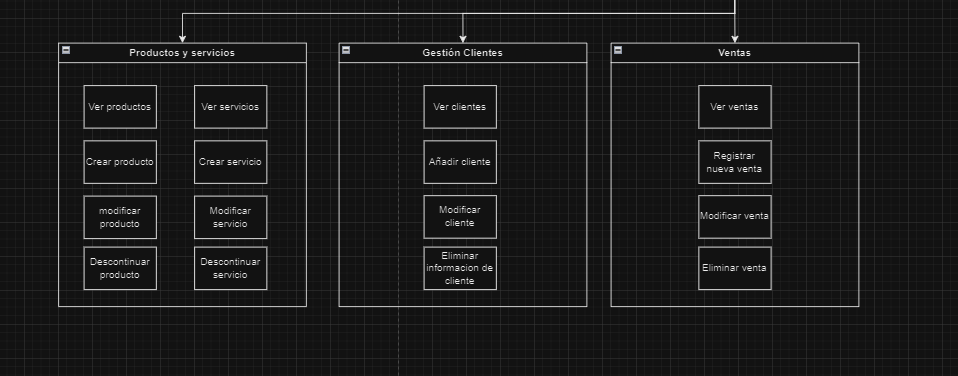 Productos y servicios
Ver productos
Ver servicios
Crear producto
Crear servicio
modificar
producto
Modificar
servicio
Descontinuar
producto
Descontinuar
servicio
Gestión Clientes
Ver clientes
Añadir cliente
Modificar
cliente
Eliminar
informacion de
cliente
Ventas
Ver ventas
Registrar
nueva venta
Modificar venta
Eliminar venta